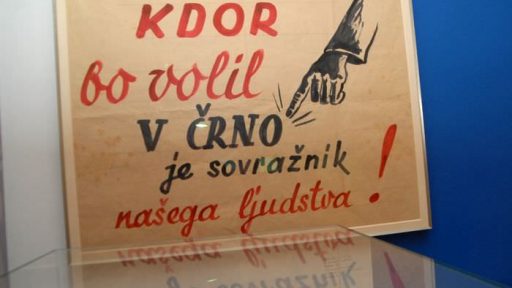 KDOR
bo volil
V ČRNO
je sovražnik
našega ljudstva!